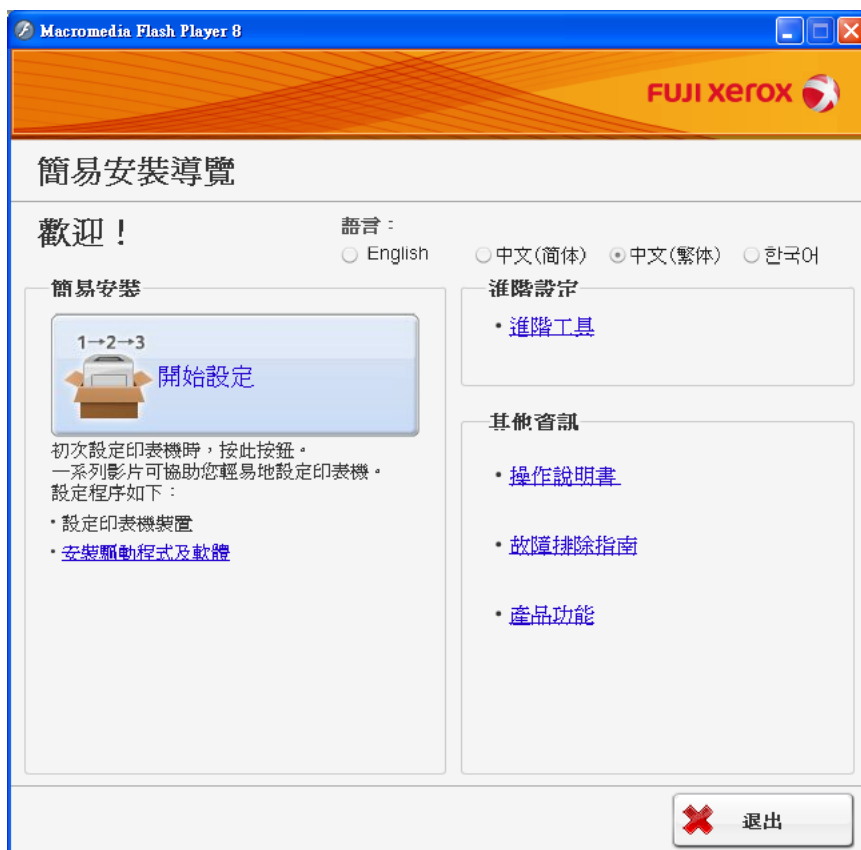 Macromedia Flash Player 8
FUJI xerox
簡易安裝導覽
歡迎！
語言：
English 中文(简体) 中文(繁体) 한국어
簡易安裝
1→2→3
開始設定
初次設定印表機時，按此按鈕。
一系列影片可協助您輕易地設定印表機。
設定程序如下：
・設定印表機裝置
・安裝驅動程式及軟體
進階設定
・進階工具
其他資訊
・操作說明書
・故障排除指南
・產品功能
退出